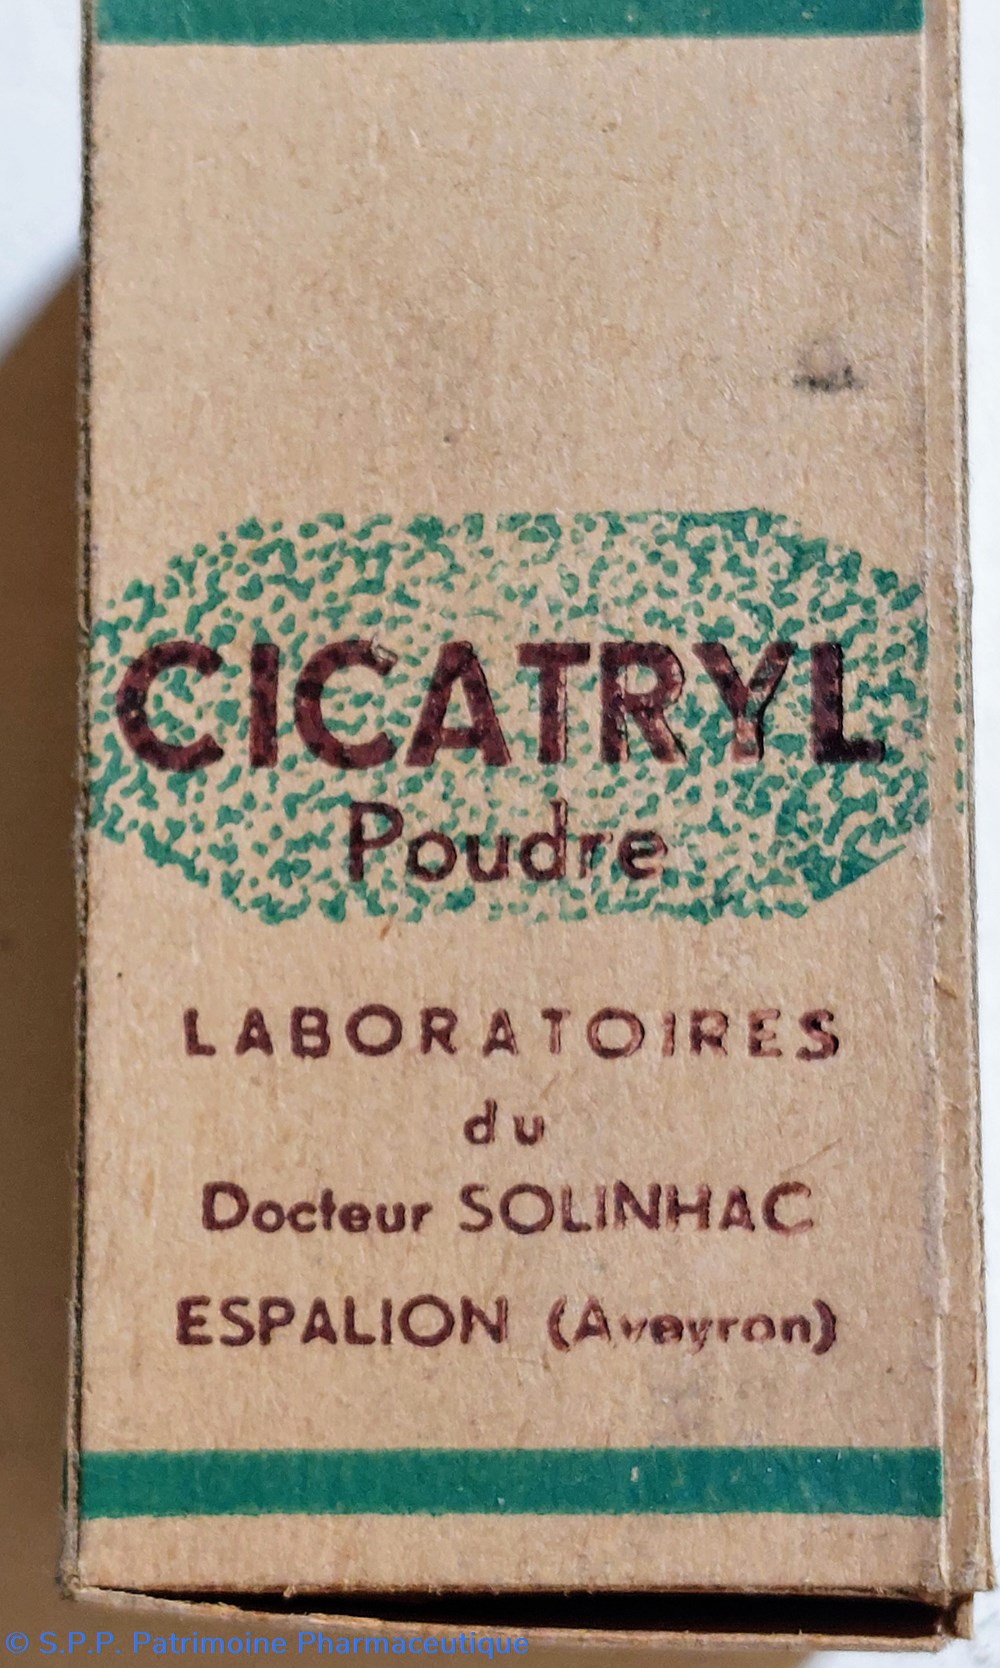 CICATRYL
Poudre
LABORATOIRES
du
Docteur SOLINHAC
ESPALION (Aveyron)
© S.P.P. Patrimoine Pharmaceutique